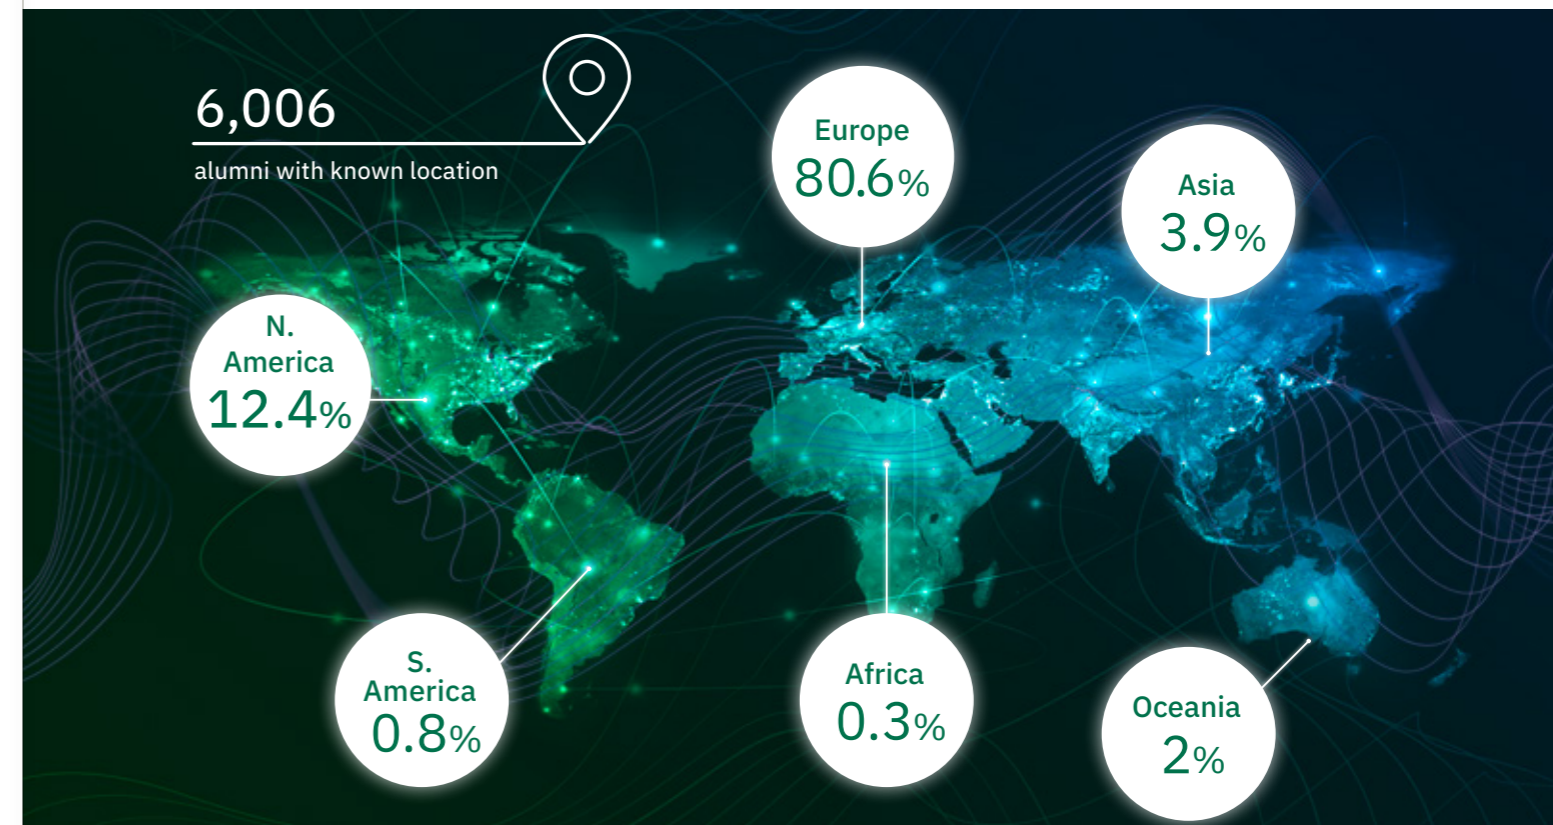 6,006
alumni with known location
Europe
80.6%
Asia
3.9%
N.
America
12.4%
S.
America
0.8%
Africa
0.3%
Oceania
2%